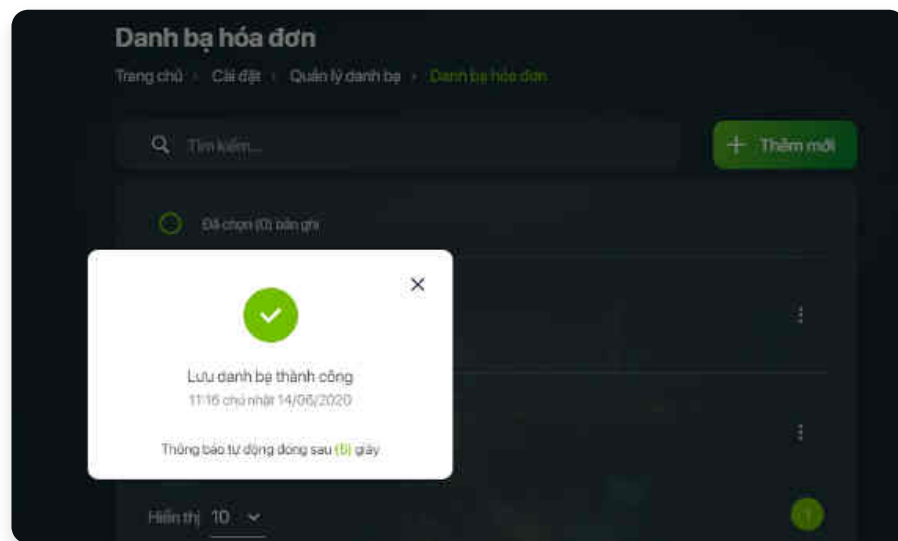 Danh bạ hóa đơn
Trang chủ › Cài đặt › Quản lý danh bạ › Danh bạ hóa đơn
Tìm kiếm...
+ Thêm mới
Đã chọn (0) bản ghi
Lưu danh bạ thành công
11:16 chủ nhật 14/06/2020
Thông báo tự động đóng sau (5) giây
Hiển thị 10
1